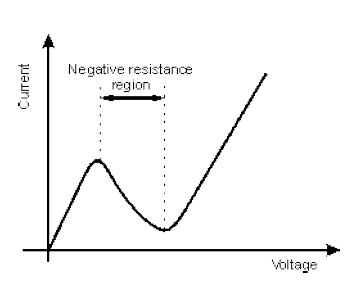 Negative resistance
region
Current
Voltage